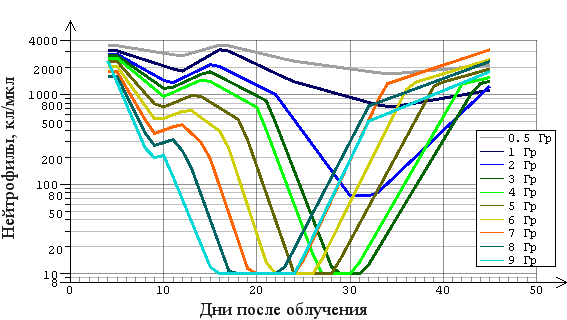 Нейтрофилы, кл/мкл
4000
2000
1000
800
500
200
100
80
50
20
10
8
0
10
20
30
40
50
Дни после облучения
0.5 Гр
1 Гр
2 Гр
3 Гр
4 Гр
5 Гр
6 Гр
7 Гр
8 Гр
9 Гр